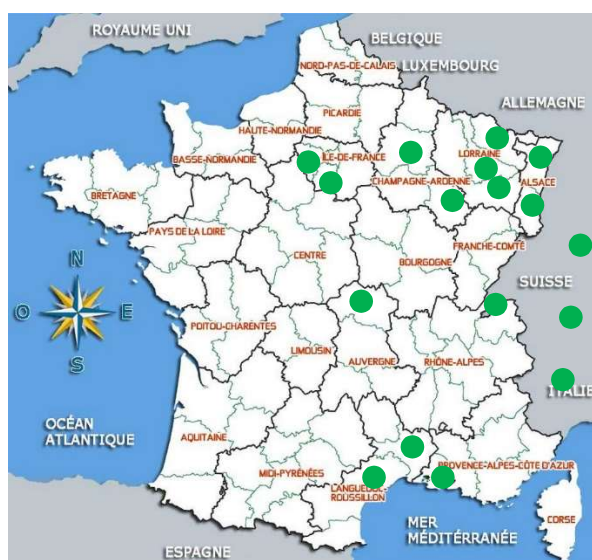 ROYAUME UNI
BELGIQUE
NORD-PAS-DE-CALAIS
LUXEMBOURG
PICARDIE
ALLEMAGNE
HAUTE-NORMANDIE
BASSE-NORMANDIE
ÎLE-DE-FRANCE
LORRAINE
CHAMPAGNE-ARDENNE
ALSACE
BRETAGNE
PAYS DE LA LOIRE
CENTRE
BOURGOGNE
FRANCHE-COMTÉ
N
O
E
S
SUISSE
POITOU-CHARENTES
LIMOUSIN
AUVERGNE
RHÔNE-ALPES
ITALIE
OCÉAN
ATLANTIQUE
AQUITAINE
MIDI-PYRÉNÉES
LANGUEDOC-
ROUSSILLON
PROVENCE-ALPES-CÔTE D'AZUR
CORSE
MER
MÉDITÉRRANÉE
ESPAGNE